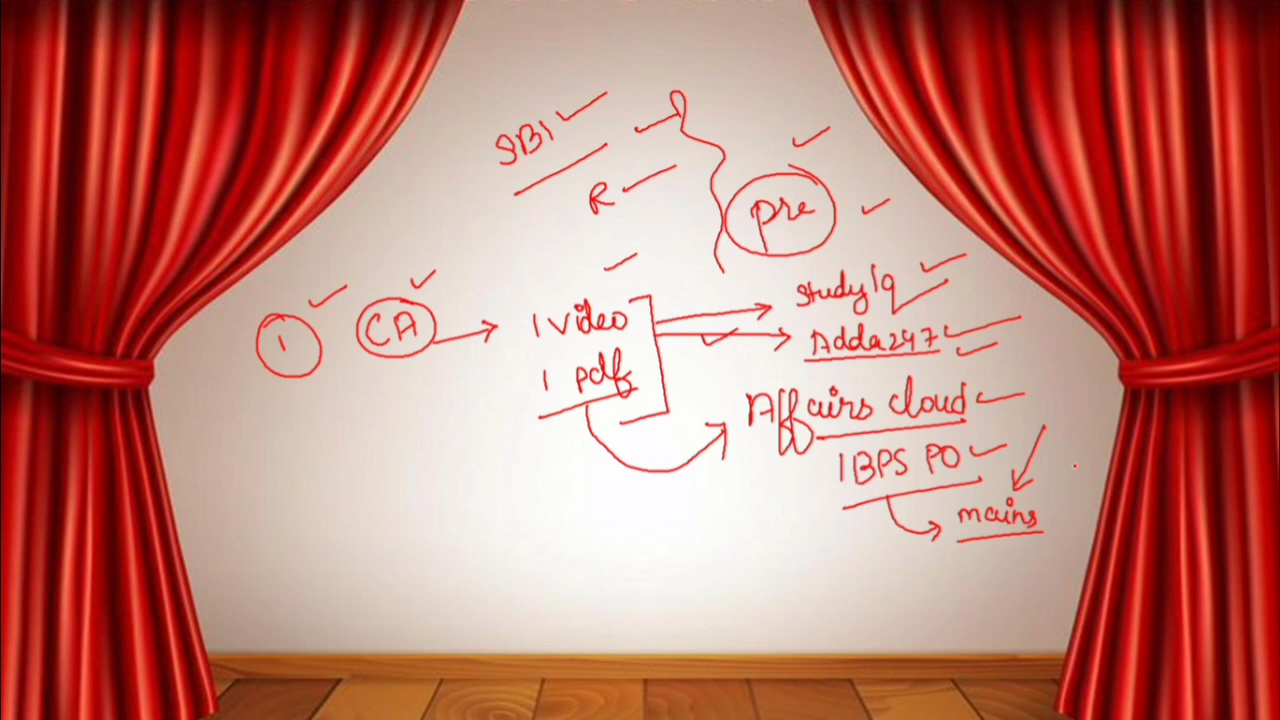 SBI
R
pre
1 CA
1 video
1 pdf
Study Iq
Adda247
Affairs cloud
IBPS PO
mains